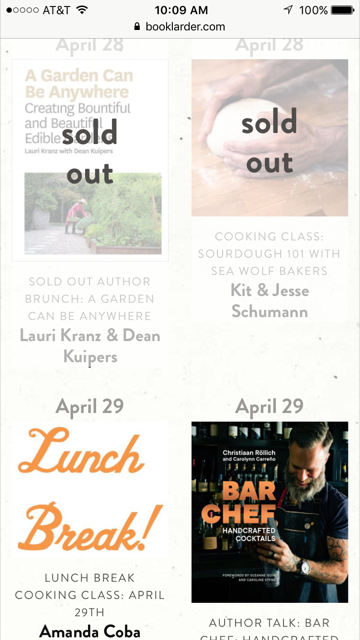 AT&T 10:09 AM 100%
booklarder.com
April 28
A Garden Can
Be Anywhere
Creating Bountiful
and Beautiful
Edible
Lauri Kranz with Dean Kuipers
sold
out
SOLD OUT AUTHOR
BRUNCH: A GARDEN
CAN BE ANYWHERE
Lauri Kranz & Dean
Kuipers
April 28
sold
out
COOKING CLASS:
SOURDOUGH 101 WITH
SEA WOLF BAKERS
Kit & Jesse
Schumann
April 29
Lunch
Break!
LUNCH BREAK
COOKING CLASS: APRIL
29TH
Amanda Coba
April 29
Christiaan Röllich
and Carolynn Carreño
BAR
CHEF
HANDCRAFTED
COCKTAILS
AUTHOR TALK: BAR
CHEF: HANDCRAFTED